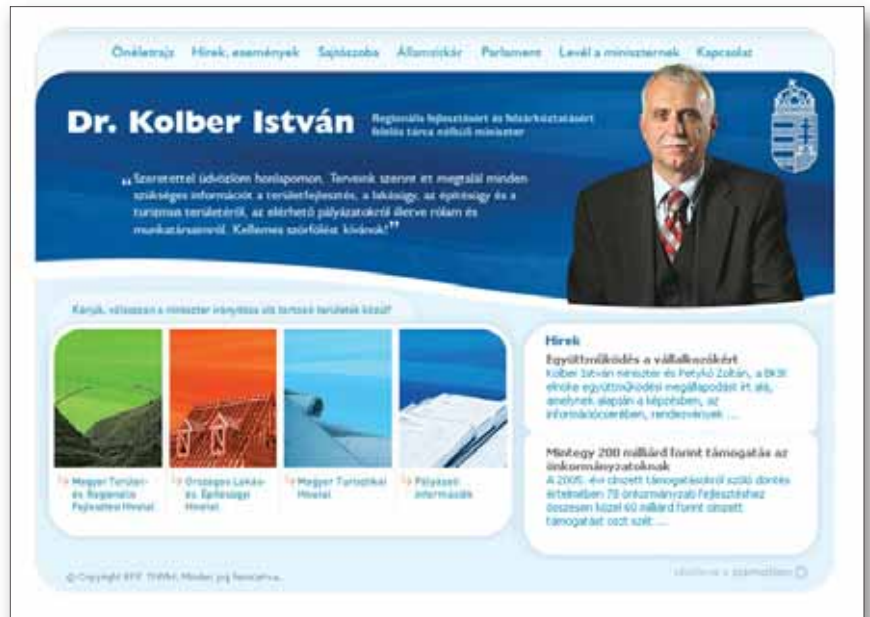 Önéletrajz Hírek, események Sajtószoba Államtitkár Parlament Levél a miniszternek Kapcsolat
Dr. Kolber István
Regionális fejlesztésért és felzárkóztatásért
felelős tárca nélküli miniszter
„Szeretettel üdvözlöm honlapomon. Terveink szerint itt megtalál minden
szükséges információt a területfejlesztés, a lakásügy, az építésügy és a
turizmus területéről, az elérhető pályázatokról illetve rólam és
munkatársaimról. Kellemes szörfölést kívánok!”
Kérjük, válasszon a miniszter irányítása alá tartozó területek közül!
Magyar Terület-
és Regionális
Fejlesztési Hivatal
Országos Lakás-
és Építésügyi
Hivatal
Magyar Turisztikai
Hivatal
Pályázati
információk
Hírek
Együttműködés a vállalkozókért
Kolber István miniszter és Petykó Zoltán, a BKIK
elnöke együttműködési megállapodást írt alá,
amelynek alapján a képzésben, az
információcserében, rendezvények ...
Mintegy 200 milliárd forint támogatás az
önkormányzatoknak
A 2005. évi címzett támogatásokról szóló döntés
értelmében 78 önkormányzati fejlesztéshez
összesen közel 60 milliárd forint címzett
támogatást oszt szét ...
© Copyright Minden jog fenntartva.